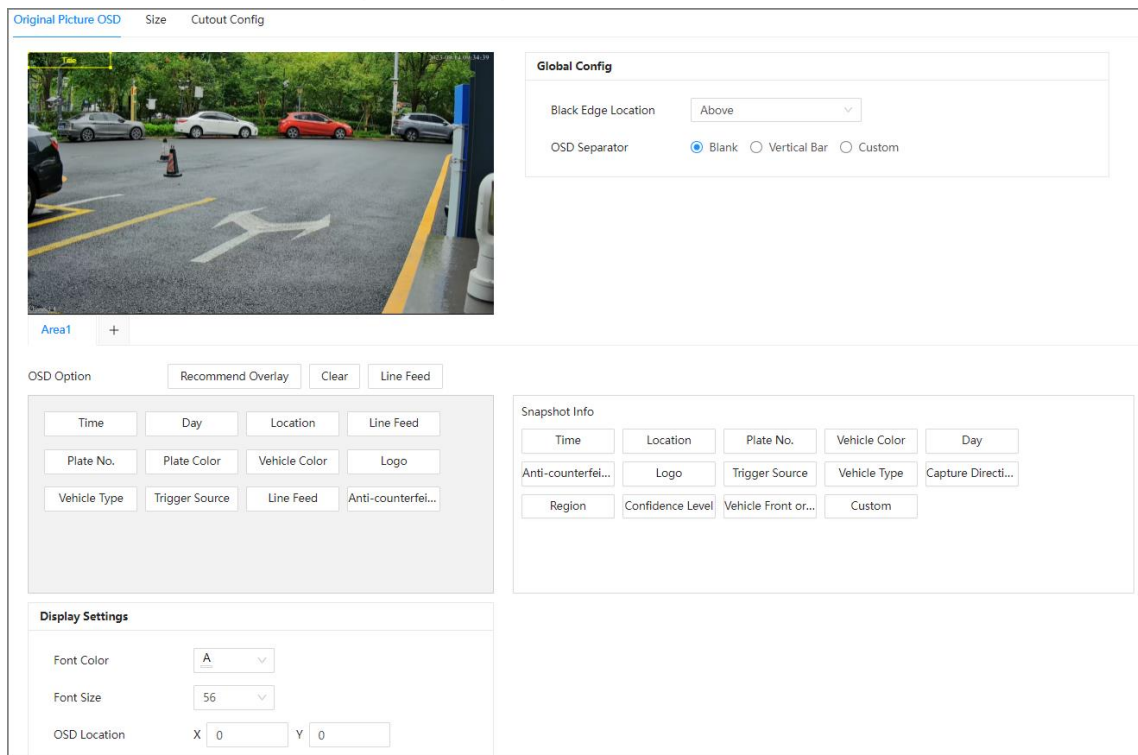 Original Picture OSD Size Cutout Config
Title
Global Config
Black Edge Location Above
OSD Separator Blank Vertical Bar Custom
Area1 +
OSD Option Recommend Overlay Clear Line Feed
Time Day Location Line Feed
Plate No. Plate Color Vehicle Color Logo
Vehicle Type Trigger Source Line Feed Anti-counterfei...
Snapshot Info
Time Location Plate No. Vehicle Color Day
Anti-counterfei... Logo Trigger Source Vehicle Type Capture Directi...
Region Confidence Level Vehicle Front or... Custom
Display Settings
Font Color A
Font Size 56
OSD Location X 0 Y 0